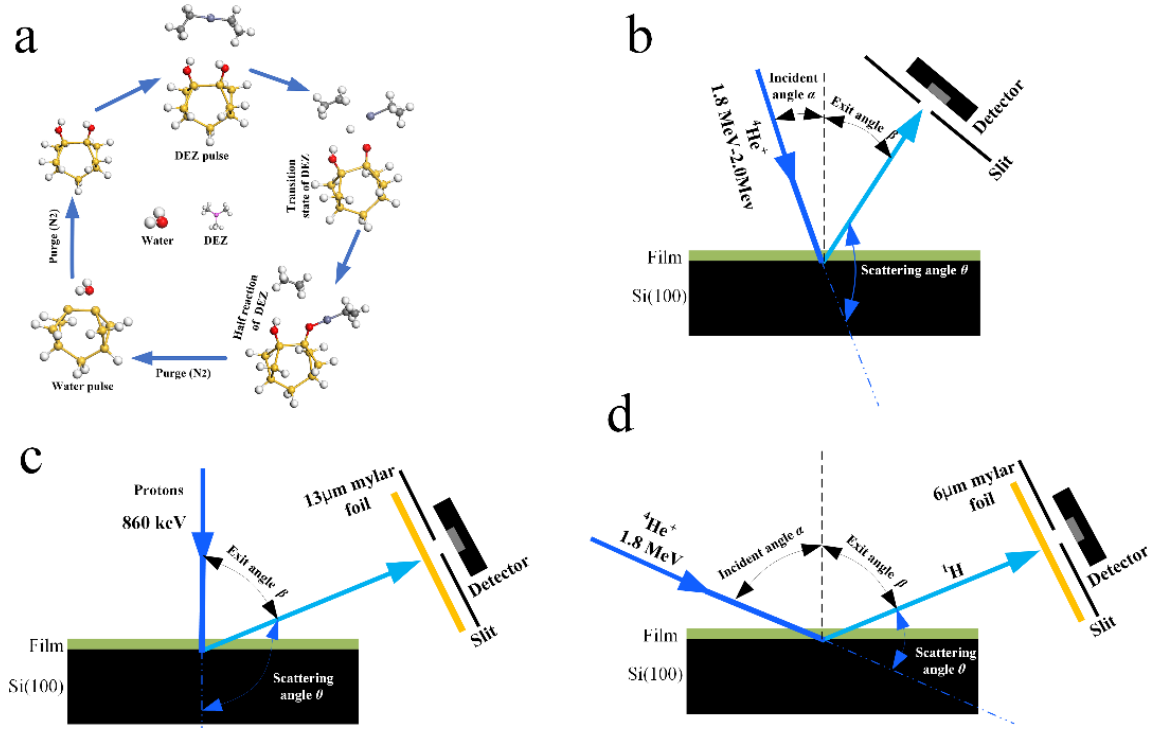 a
DEZ pulse
Transition
state of DEZ
Water
DEZ
Purge (N2)
Half reaction
of DEZ
Purge (N2)
Water pulse
b
Incident
angle α
1.8 MeV-2.0Mev
⁴He⁺
Exit angle β
Detector
Slit
Film
Si(100)
Scattering angle θ
c
Protons
860 keV
Exit angle β
13μm mylar
foil
Detector
Slit
Film
Si(100)
Scattering
angle θ
d
⁴He⁺
1.8 MeV
Incident angle α
Exit angle β
6μm mylar
foil
¹H
Detector
Slit
Film
Si(100)
Scattering
angle θ